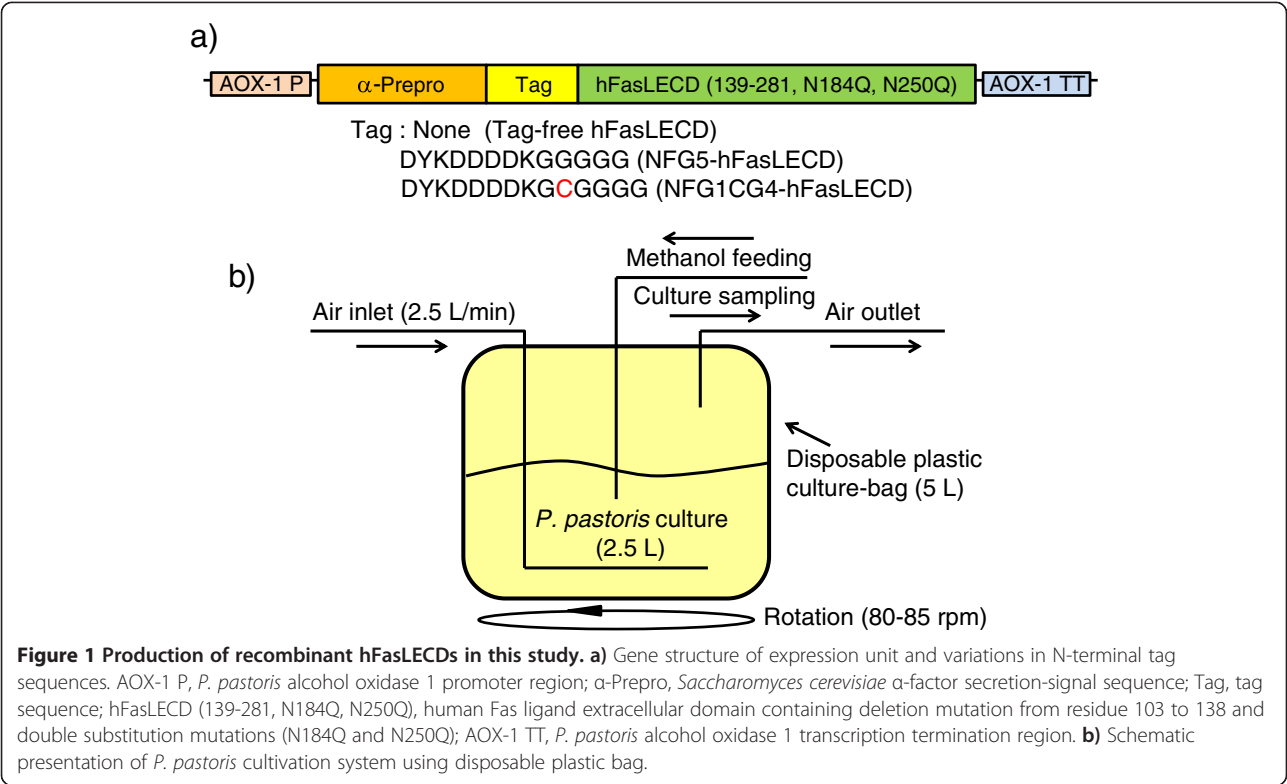 a)
AOX-1 P
α-Prepro
Tag
hFasLECD (139-281, N184Q, N250Q)
AOX-1 TT
Tag : None (Tag-free hFasLECD)
DYKDDDDKGGGGG (NFG5-hFasLECD)
DYKDDDDKGCGGGG (NFG1CG4-hFasLECD)
b)
Methanol feeding
Culture sampling
Air inlet (2.5 L/min)
Air outlet
Disposable plastic
culture-bag (5 L)
P. pastoris culture
(2.5 L)
Rotation (80-85 rpm)
Figure 1 Production of recombinant hFasLECDs in this study. a) Gene structure of expression unit and variations in N-terminal tag
sequences. AOX-1 P, P. pastoris alcohol oxidase 1 promoter region; α-Prepro, Saccharomyces cerevisiae α-factor secretion-signal sequence; Tag, tag
sequence; hFasLECD (139-281, N184Q, N250Q), human Fas ligand extracellular domain containing deletion mutation from residue 103 to 138 and
double substitution mutations (N184Q and N250Q); AOX-1 TT, P. pastoris alcohol oxidase 1 transcription termination region. b) Schematic
presentation of P. pastoris cultivation system using disposable plastic bag.